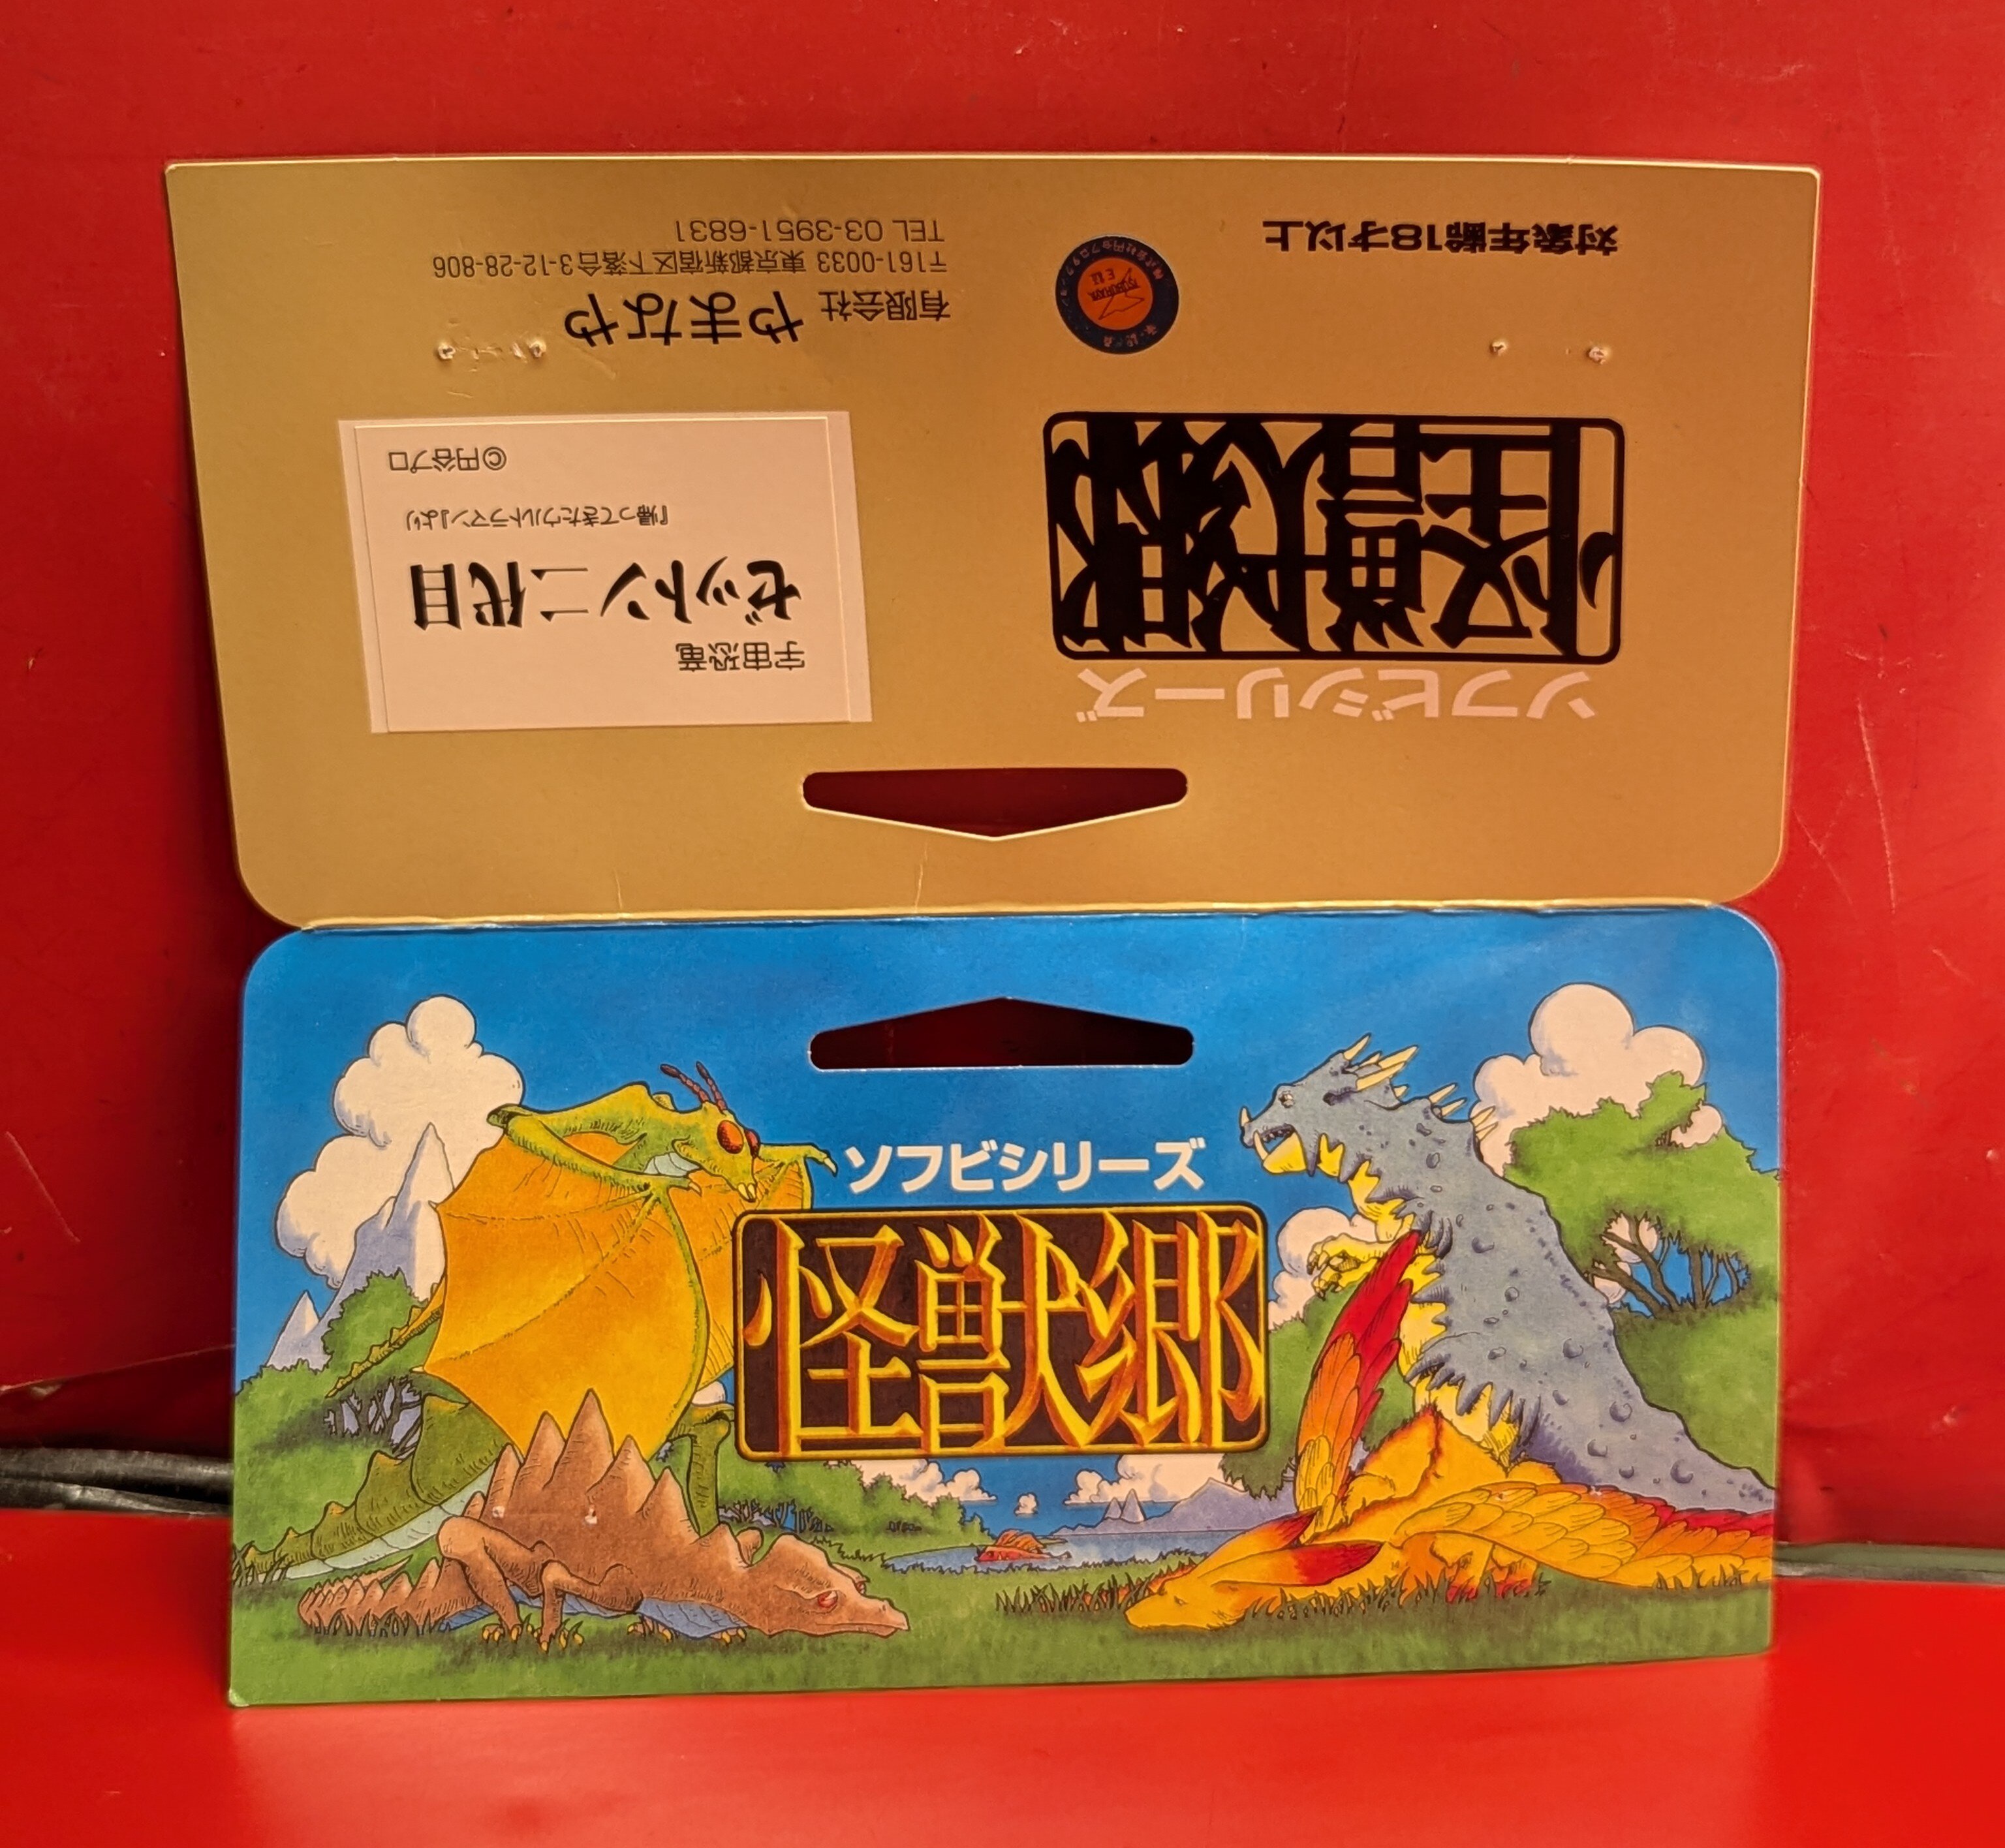 ソフビシリーズ
怪獣郷
対象年齢18才以上
有限会社 やまなや
〒161-0033 東京都新宿区下落合3-12-28-806
TEL 03-3951-6831
ソフビシリーズ
怪獣郷
宇宙恐竜
ゼットン二代目
『帰ってきたウルトラマン』より
©円谷プロ